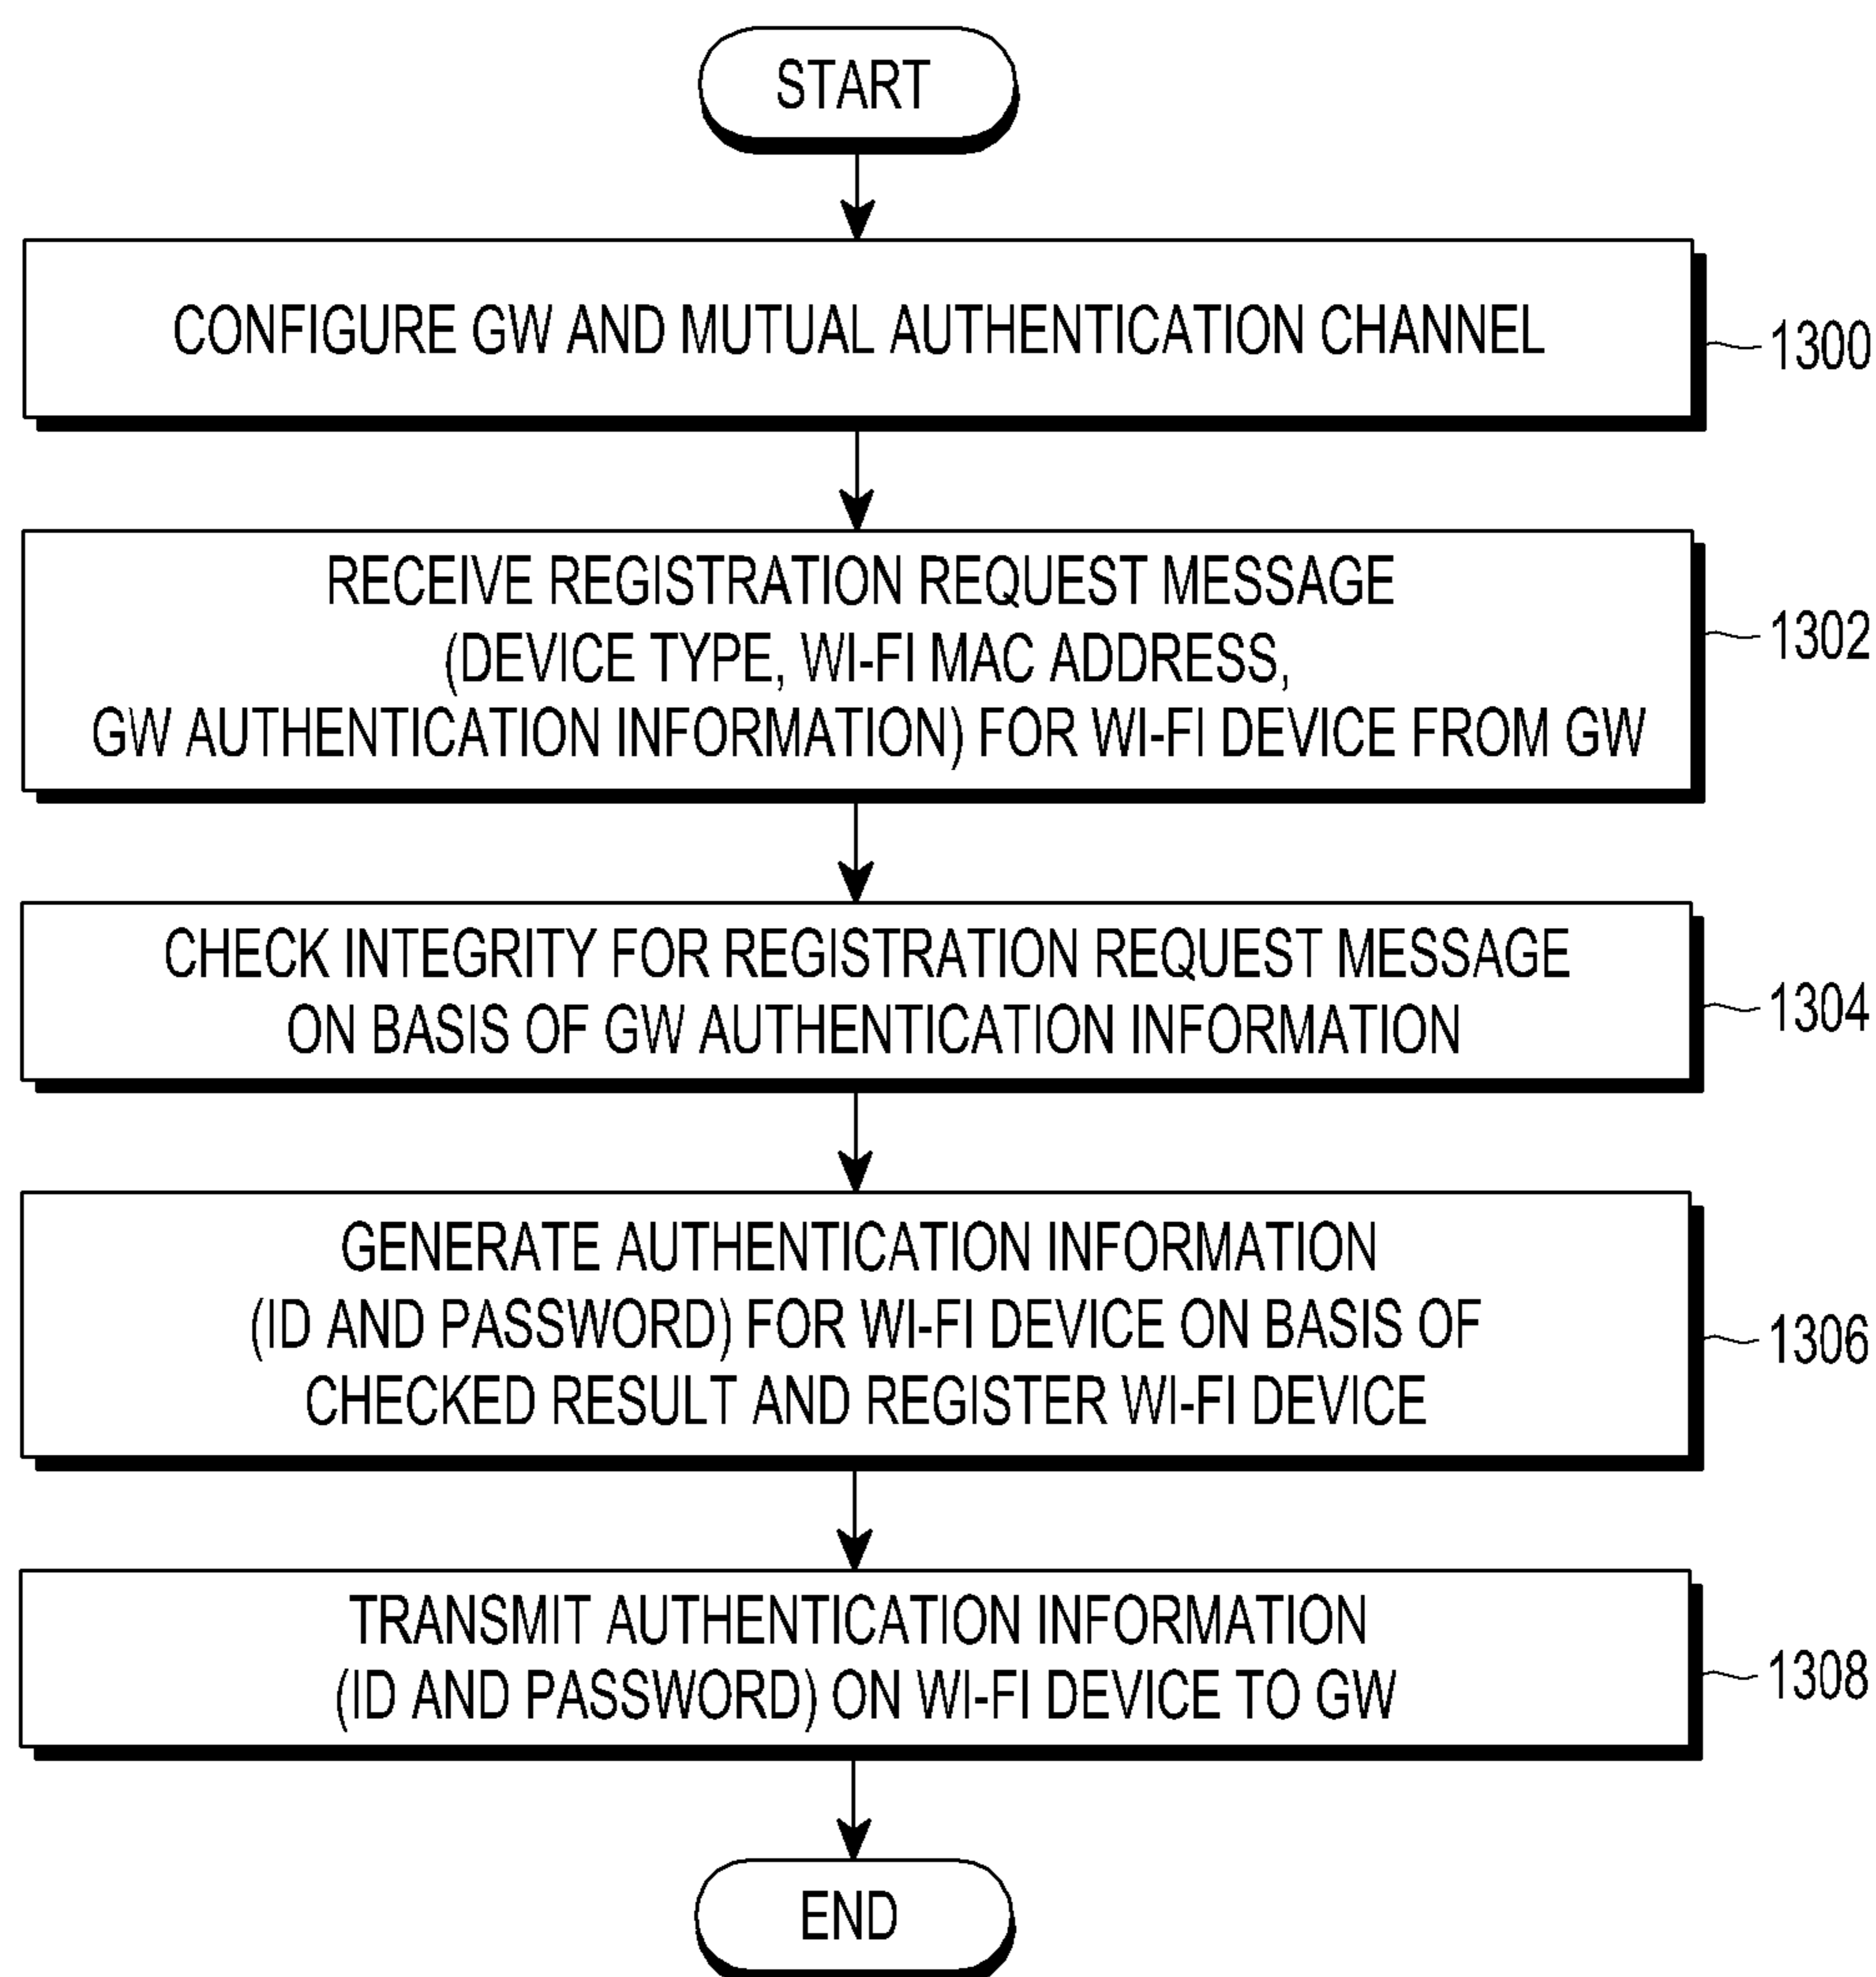 START
CONFIGURE GW AND MUTUAL AUTHENTICATION CHANNEL
1300
RECEIVE REGISTRATION REQUEST MESSAGE
(DEVICE TYPE, WI-FI MAC ADDRESS,
GW AUTHENTICATION INFORMATION) FOR WI-FI DEVICE FROM GW
1302
CHECK INTEGRITY FOR REGISTRATION REQUEST MESSAGE
ON BASIS OF GW AUTHENTICATION INFORMATION
1304
GENERATE AUTHENTICATION INFORMATION
(ID AND PASSWORD) FOR WI-FI DEVICE ON BASIS OF
CHECKED RESULT AND REGISTER WI-FI DEVICE
1306
TRANSMIT AUTHENTICATION INFORMATION
(ID AND PASSWORD) ON WI-FI DEVICE TO GW
1308
END